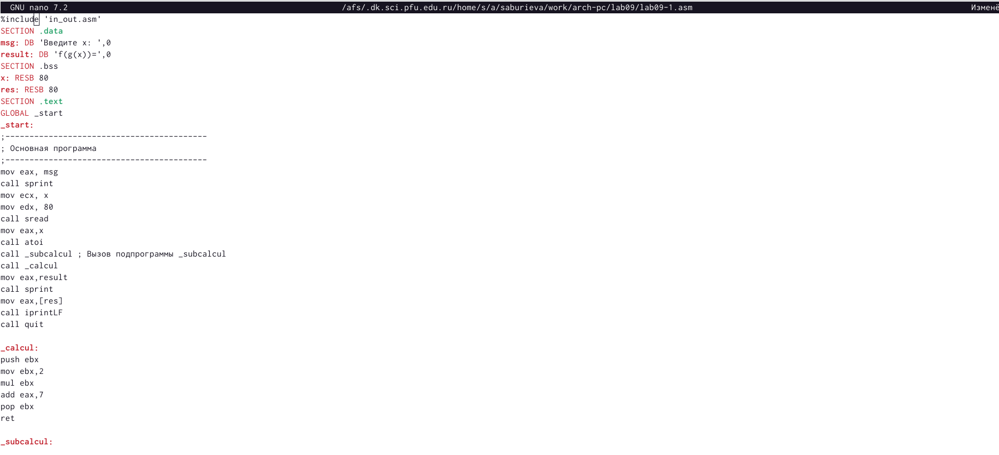 GNU nano 7.2 /afs/.dk.sci.pfu.edu.ru/home/s/a/saburieva/work/arch-pc/lab09/lab09-1.asm Изменё
%include 'in_out.asm'
SECTION .data
msg: DB 'Введите x: ',0
result: DB 'f(g(x))=',0
SECTION .bss
x: RESB 80
res: RESB 80
SECTION .text
GLOBAL _start
_start:
;------------------------------------------
; Основная программа
;------------------------------------------
mov eax, msg
call sprint
mov ecx, x
mov edx, 80
call sread
mov eax,x
call atoi
call _subcalcul ; Вызов подпрограммы _subcalcul
call _calcul
mov eax,result
call sprint
mov eax,[res]
call iprintLF
call quit
_calcul:
push ebx
mov ebx,2
mul ebx
add eax,7
pop ebx
ret
_subcalcul: